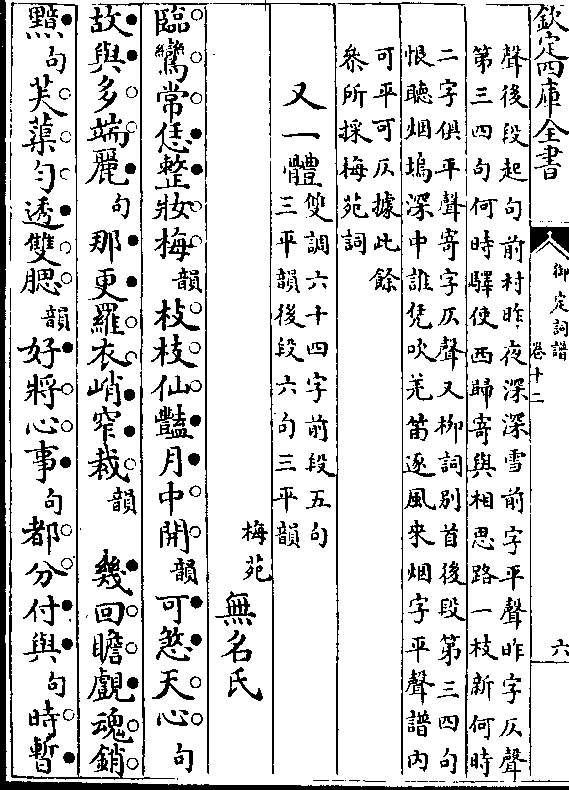 欽定四庫全書
御定詞譜
卷十二
六
聲後段起句前村昨夜深深雪前字平聲昨字仄聲
第三四句何時驛使西歸寄與相思路一枝新何時
二字俱平聲寄字仄聲又柳詞別首後段第三四句
恨聽烟塢深中誰凭吹羌笛逐風來烟字平聲譜內
可平可仄據此餘
叅所採梅苑詞
又一體
雙調六十四字前段五句
三平韻後段六句三平韻
梅苑
無名氏
臨鸞常恁整妝梅韻枝枝仙豔月中開韻可煞天心句
故與多端麗句那更羅衣峭窄裁韻 幾回瞻覷魂銷
黯句芙蕖勻透雙腮韻好將心事句都分付與句時暫